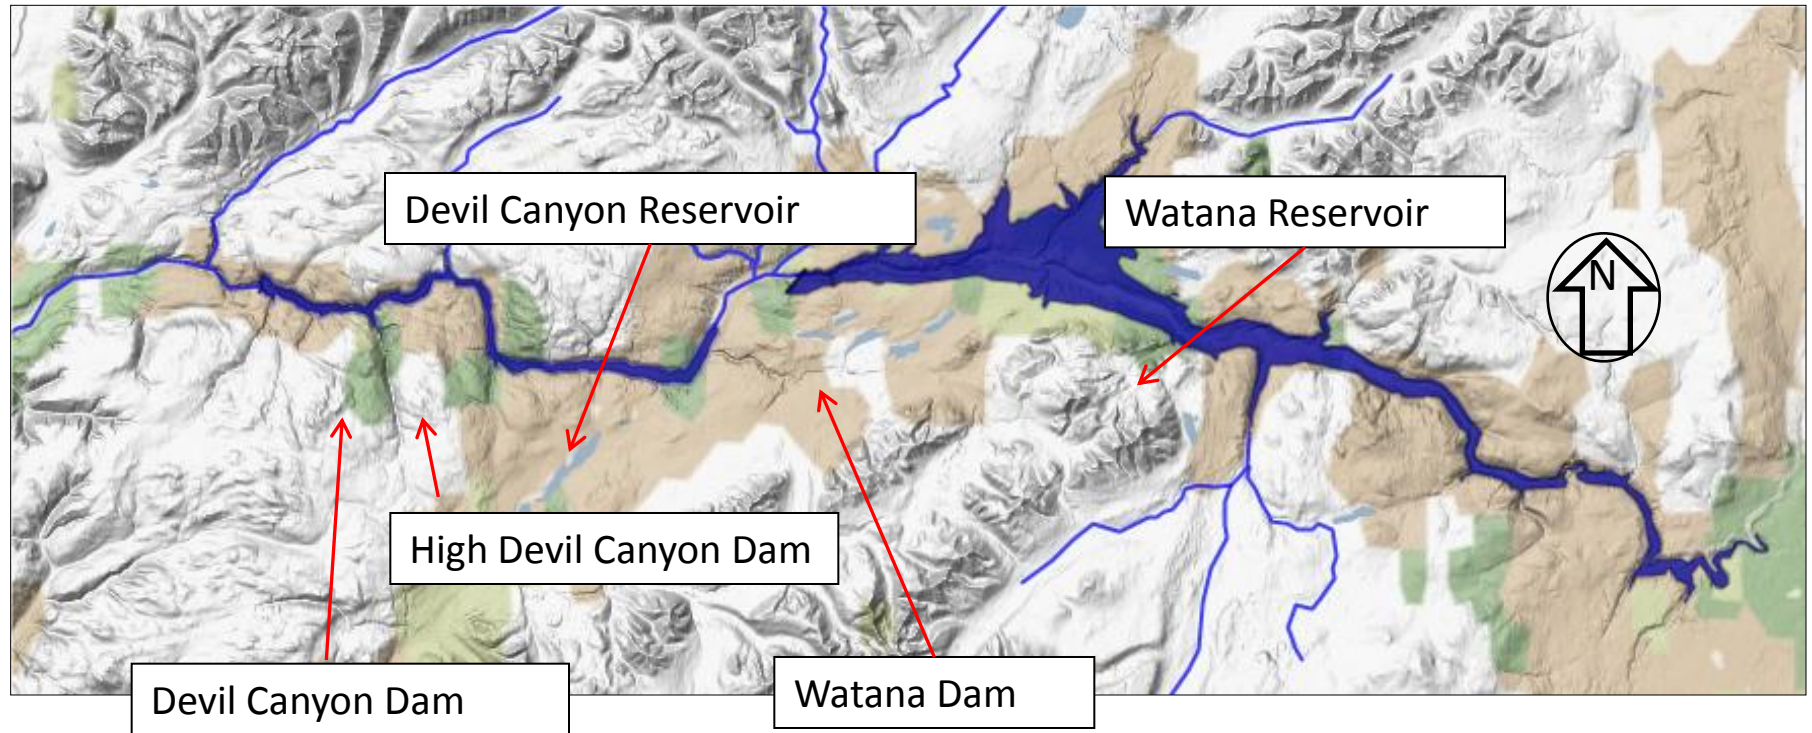 Devil Canyon Reservoir
Watana Reservoir
N
High Devil Canyon Dam
Devil Canyon Dam
Watana Dam